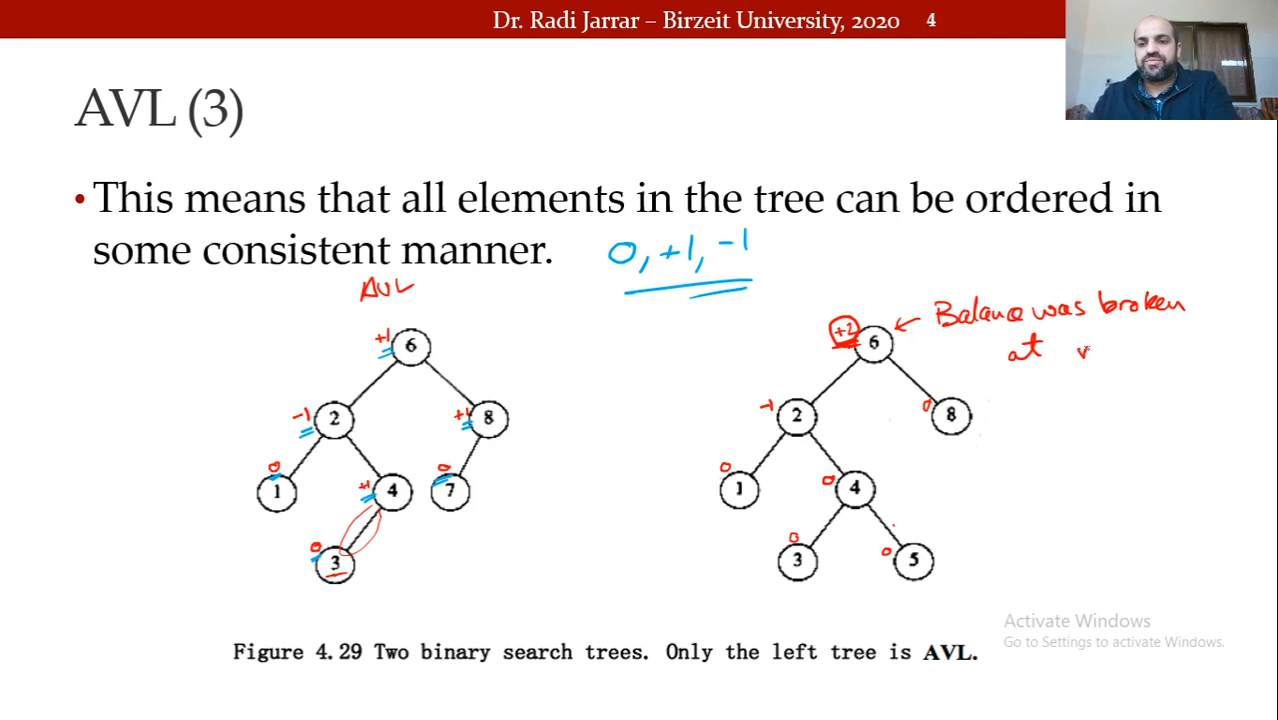 Dr. Radi Jarrar – Birzeit University, 2020 4
AVL (3)
• This means that all elements in the tree can be ordered in
some consistent manner. 0, +1, -1
AVL
Balance was broken
at
+1 6
+2 6
-1 2
+1 8
-1 2
0 8
0 1
+1 4
0 7
0 1
0 4
0 3
0 3
0 5
Activate Windows
Go to Settings to activate Windows.
Figure 4.29 Two binary search trees. Only the left tree is AVL.